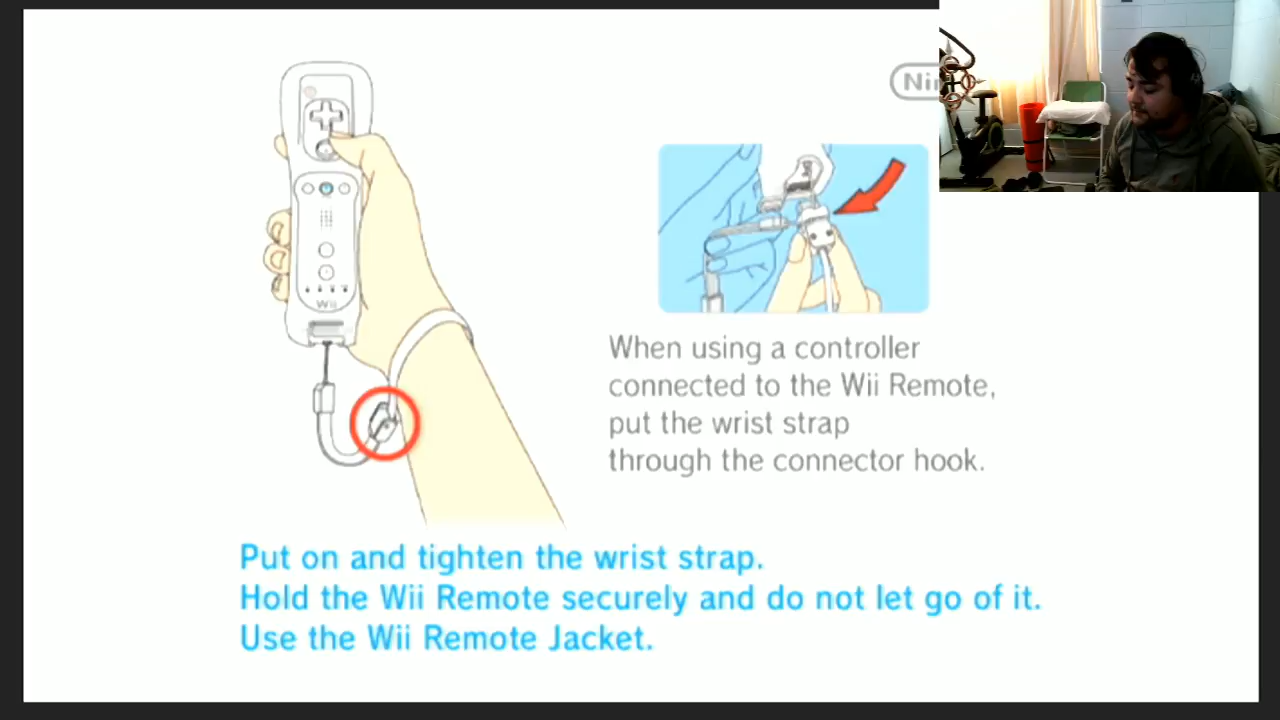 Wii
When using a controller
connected to the Wii Remote,
put the wrist strap
through the connector hook.
Put on and tighten the wrist strap.
Hold the Wii Remote securely and do not let go of it.
Use the Wii Remote Jacket.